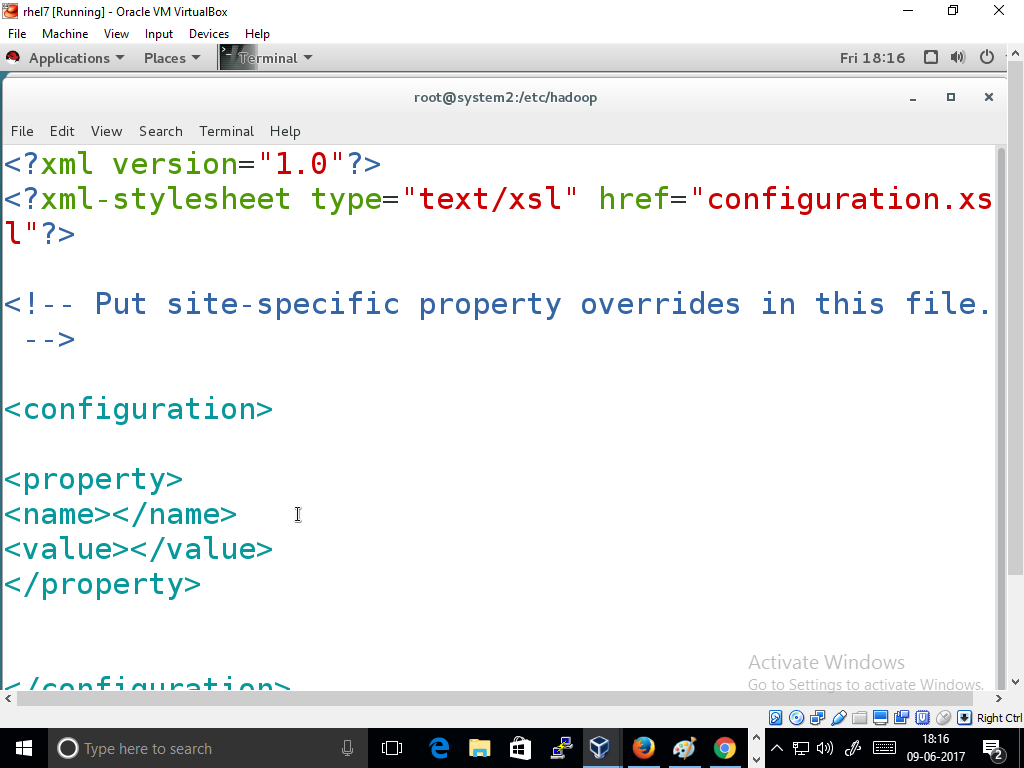 rhel7 [Running] - Oracle VM VirtualBox
File Machine View Input Devices Help
Applications Places Terminal Fri 18:16
root@system2:/etc/hadoop
File Edit View Search Terminal Help
<?xml version="1.0"?>
<?xml-stylesheet type="text/xsl" href="configuration.xs
l"?>
<!-- Put site-specific property overrides in this file.
-->
<configuration>
<property>
<name></name>
<value></value>
</property>
</configuration>
Activate Windows
Go to Settings to activate Windows.
Right Ctrl
Type here to search
18:16
09-06-2017
2